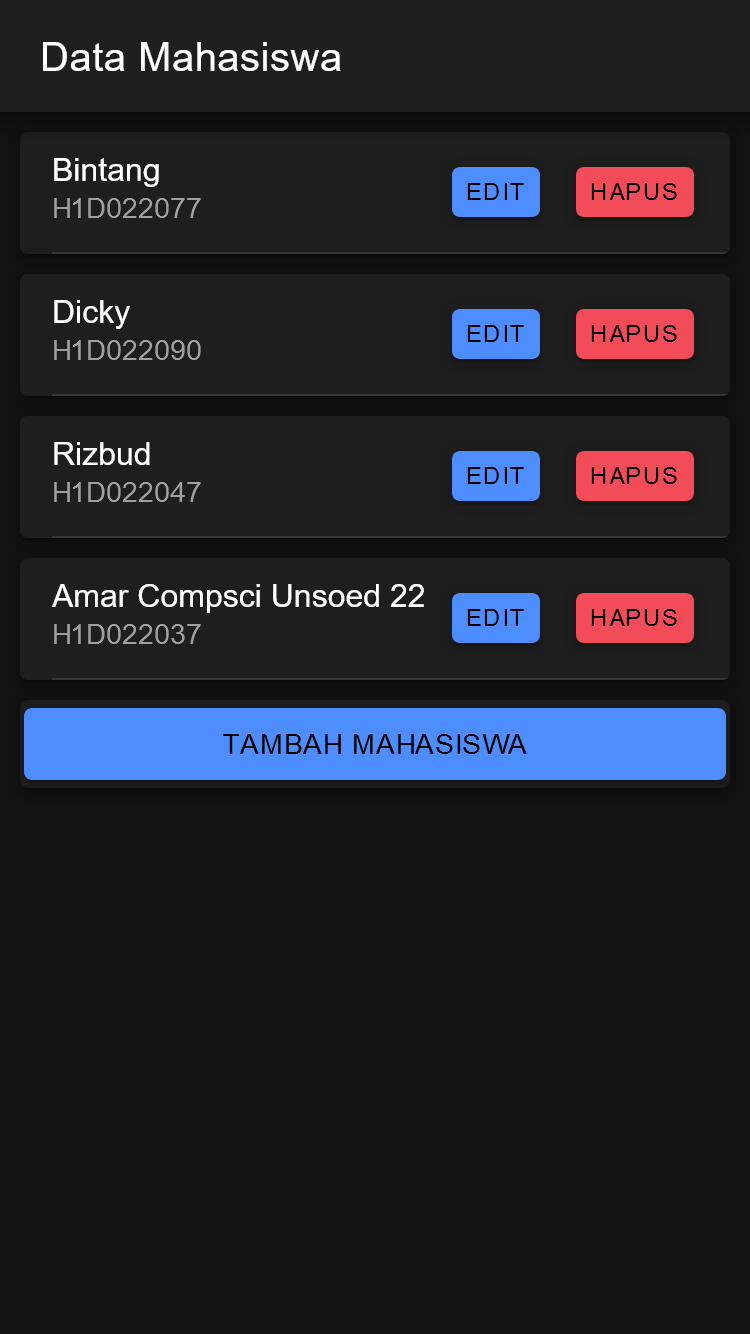 Data Mahasiswa
Bintang
H1D022077
EDIT
HAPUS
Dicky
H1D022090
EDIT
HAPUS
Rizbud
H1D022047
EDIT
HAPUS
Amar Compsci Unsoed 22
H1D022037
EDIT
HAPUS
TAMBAH MAHASISWA